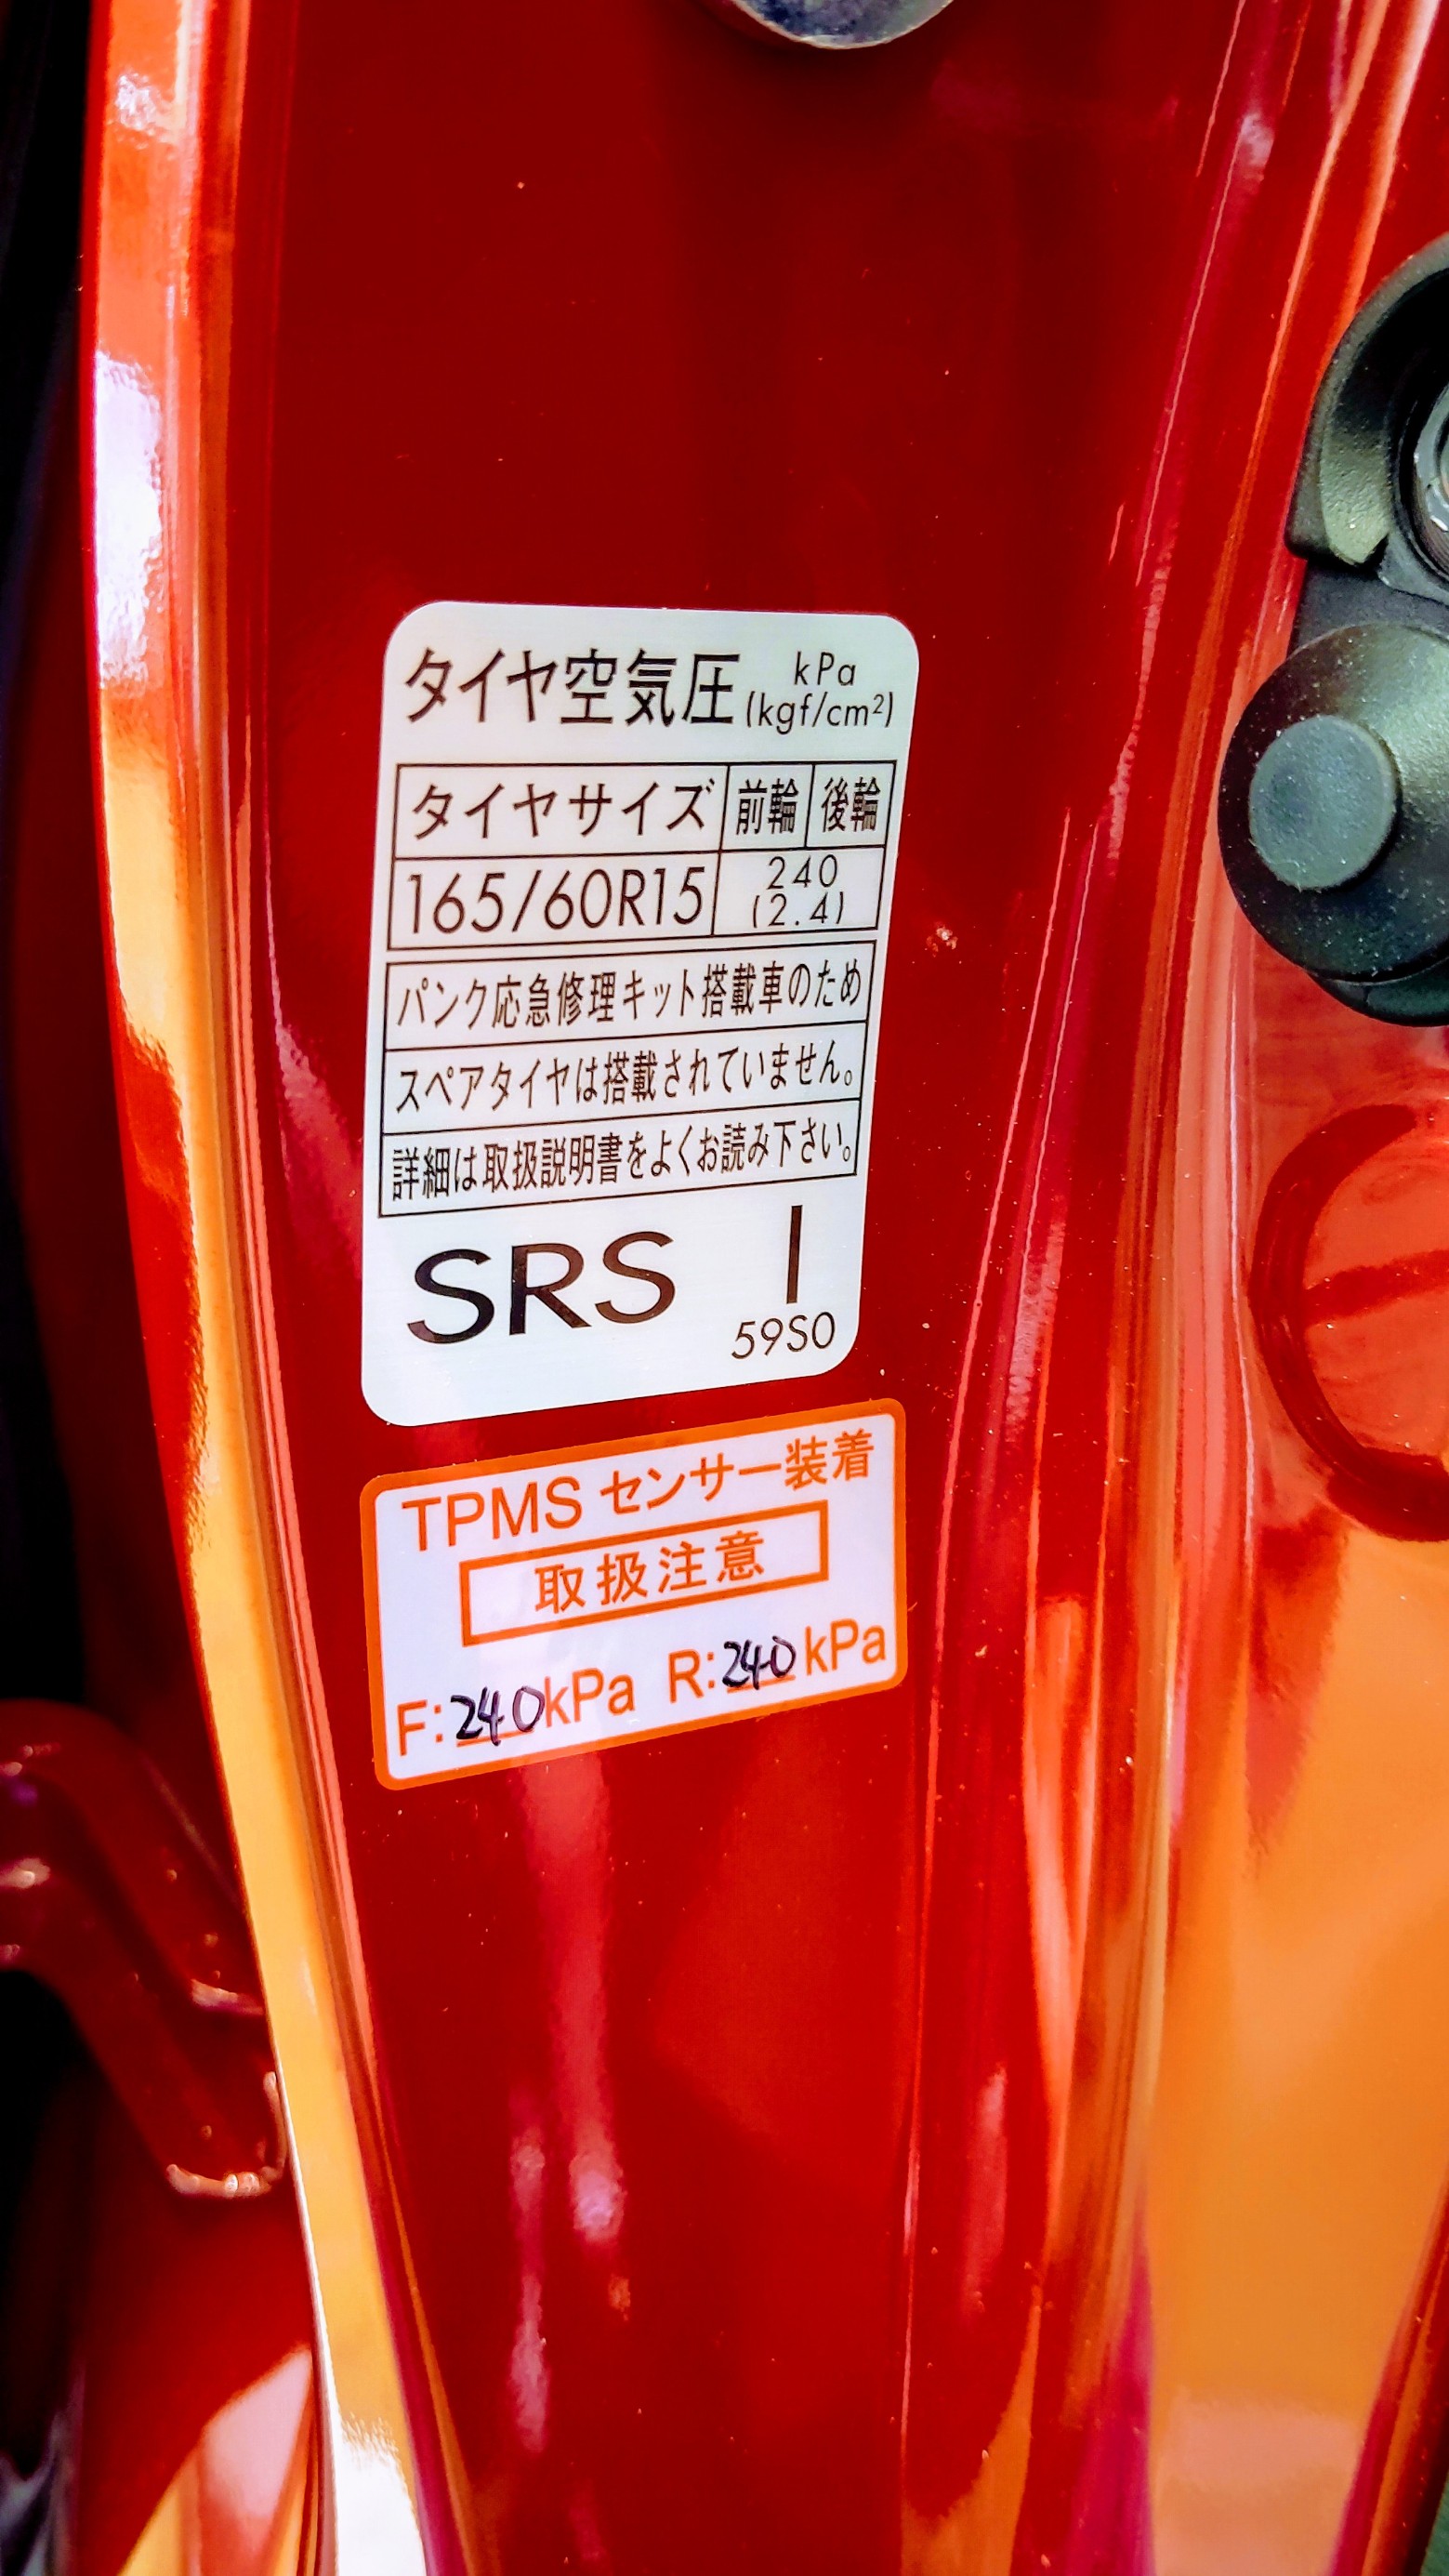 タイヤ空気圧 kPa
(kgf/cm²)
タイヤサイズ 前輪 後輪
165/60R15 240
(2.4)
パンク応急修理キット搭載車のため
スペアタイヤは搭載されていません。
詳細は取扱説明書をよくお読み下さい。
SRS I
59S0
TPMS センサー装着
取扱注意
F:240kPa R:240kPa